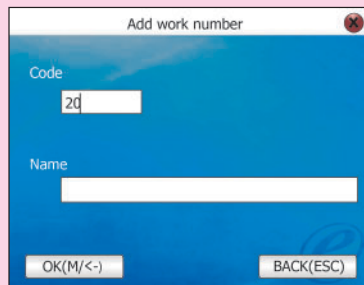 Add work number
Code
20
Name
OK(M/<-)
BACK(ESC)